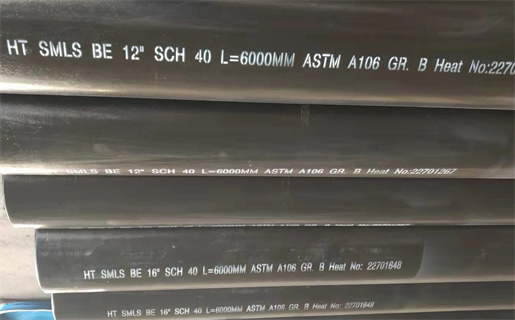 HT SMLS BE 12" SCH 40 L=6000MM ASTM A106 GR. B Heat No:2270
SMLS BE 12" SCH 40 L=6000MM ASTM A106 GR. B Heat No:22701267
HT SMLS BE 16" SCH 40 L=6000MM ASTM A106 GR. B Heat No: 22701648
HT SMLS BE 16" SCH 40 L=6000MM ASTM A106 GR. B Heat No: 22701648